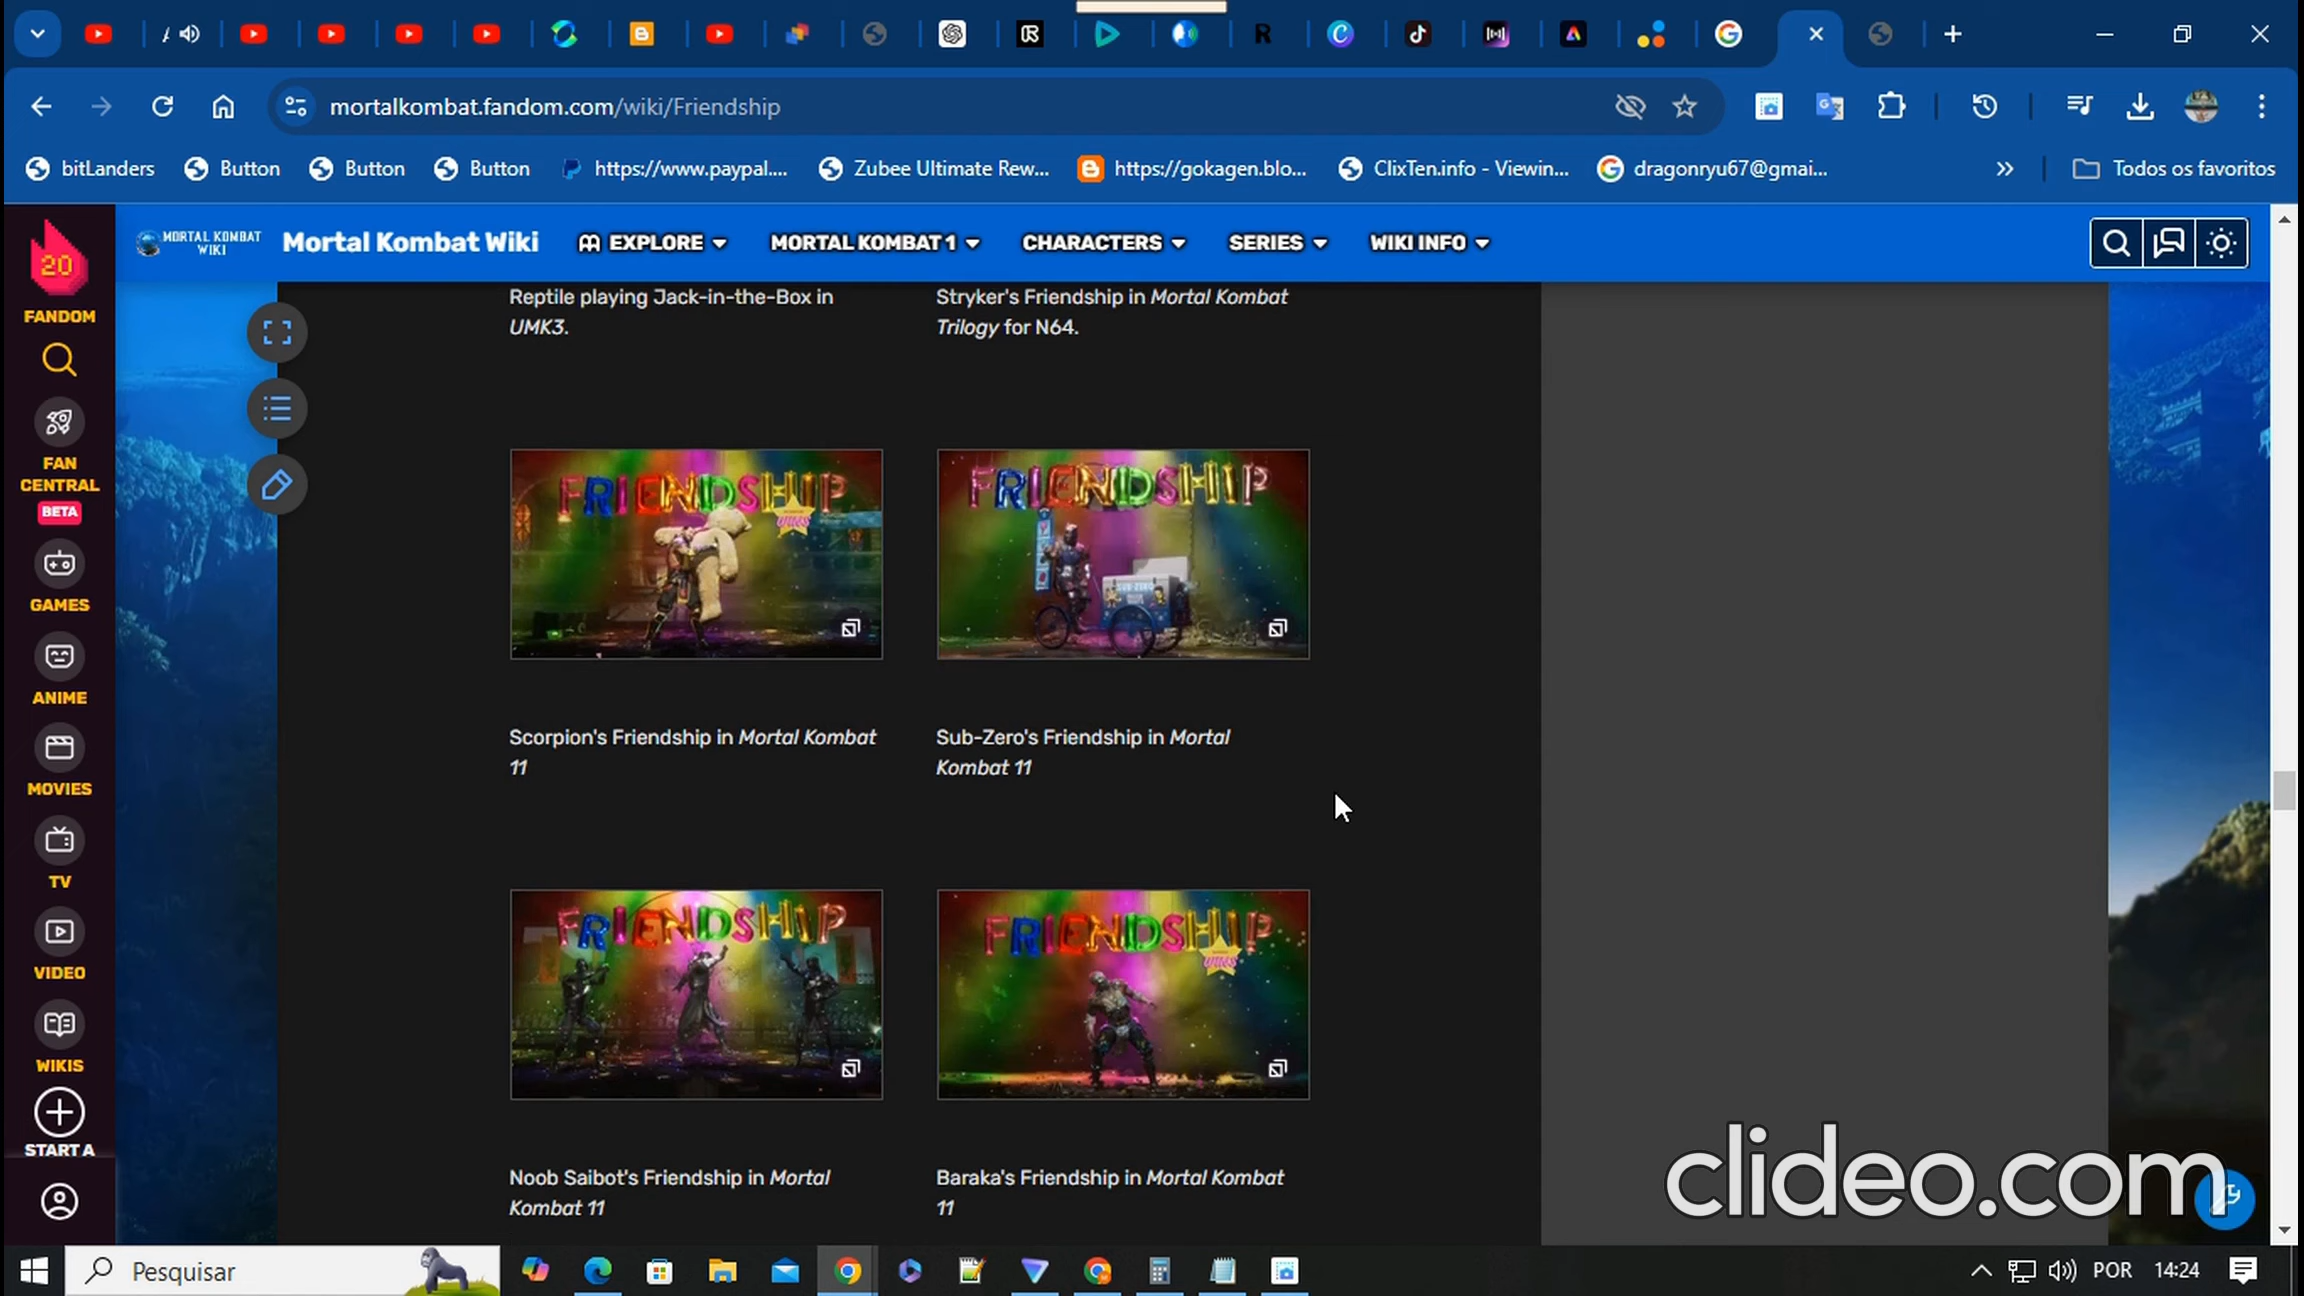 mortalkombat.fandom.com/wiki/Friendship
bitLanders
Button
Button
Button
https://www.paypal....
Zubee Ultimate Rew...
https://gokagen.blo...
ClixTen.info - Viewin...
dragonryu67@gmai...
Todos os favoritos
20
FANDOM
FAN
CENTRAL
BETA
GAMES
ANIME
MOVIES
TV
VIDEO
WIKIS
START A
MORTAL KOMBAT
WIKI
Mortal Kombat Wiki
EXPLORE
MORTAL KOMBAT 1
CHARACTERS
SERIES
WIKI INFO
Reptile playing Jack-in-the-Box in
UMK3.
Stryker's Friendship in Mortal Kombat
Trilogy for N64.
FRIENDSHIP
FRIENDSHIP
SUB-ZERO
Scorpion's Friendship in Mortal Kombat
11
Sub-Zero's Friendship in Mortal
Kombat 11
FRIENDSHIP
FRIENDSHIP
Noob Saibot's Friendship in Mortal
Kombat 11
Baraka's Friendship in Mortal Kombat
11
clideo.com
Pesquisar
POR
14:24